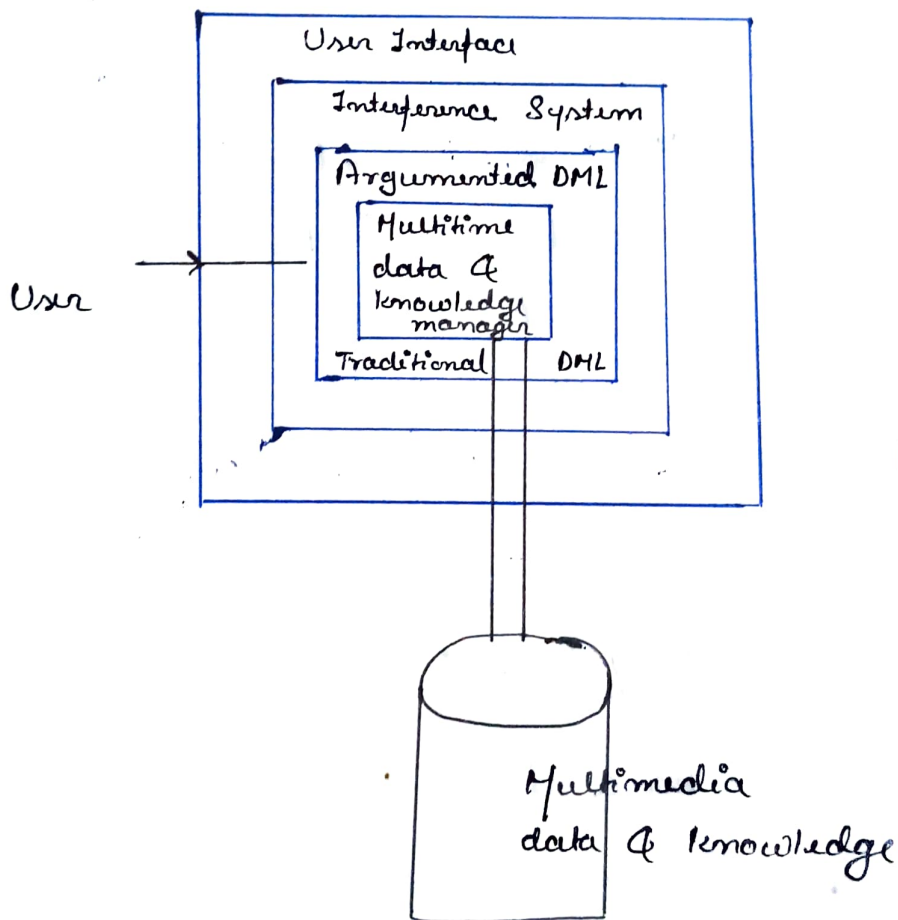 User Interface
Interference System
Argumented DML
Multitime
data &
knowledge
manager
User
Traditional DML
Multimedia
data & knowledge